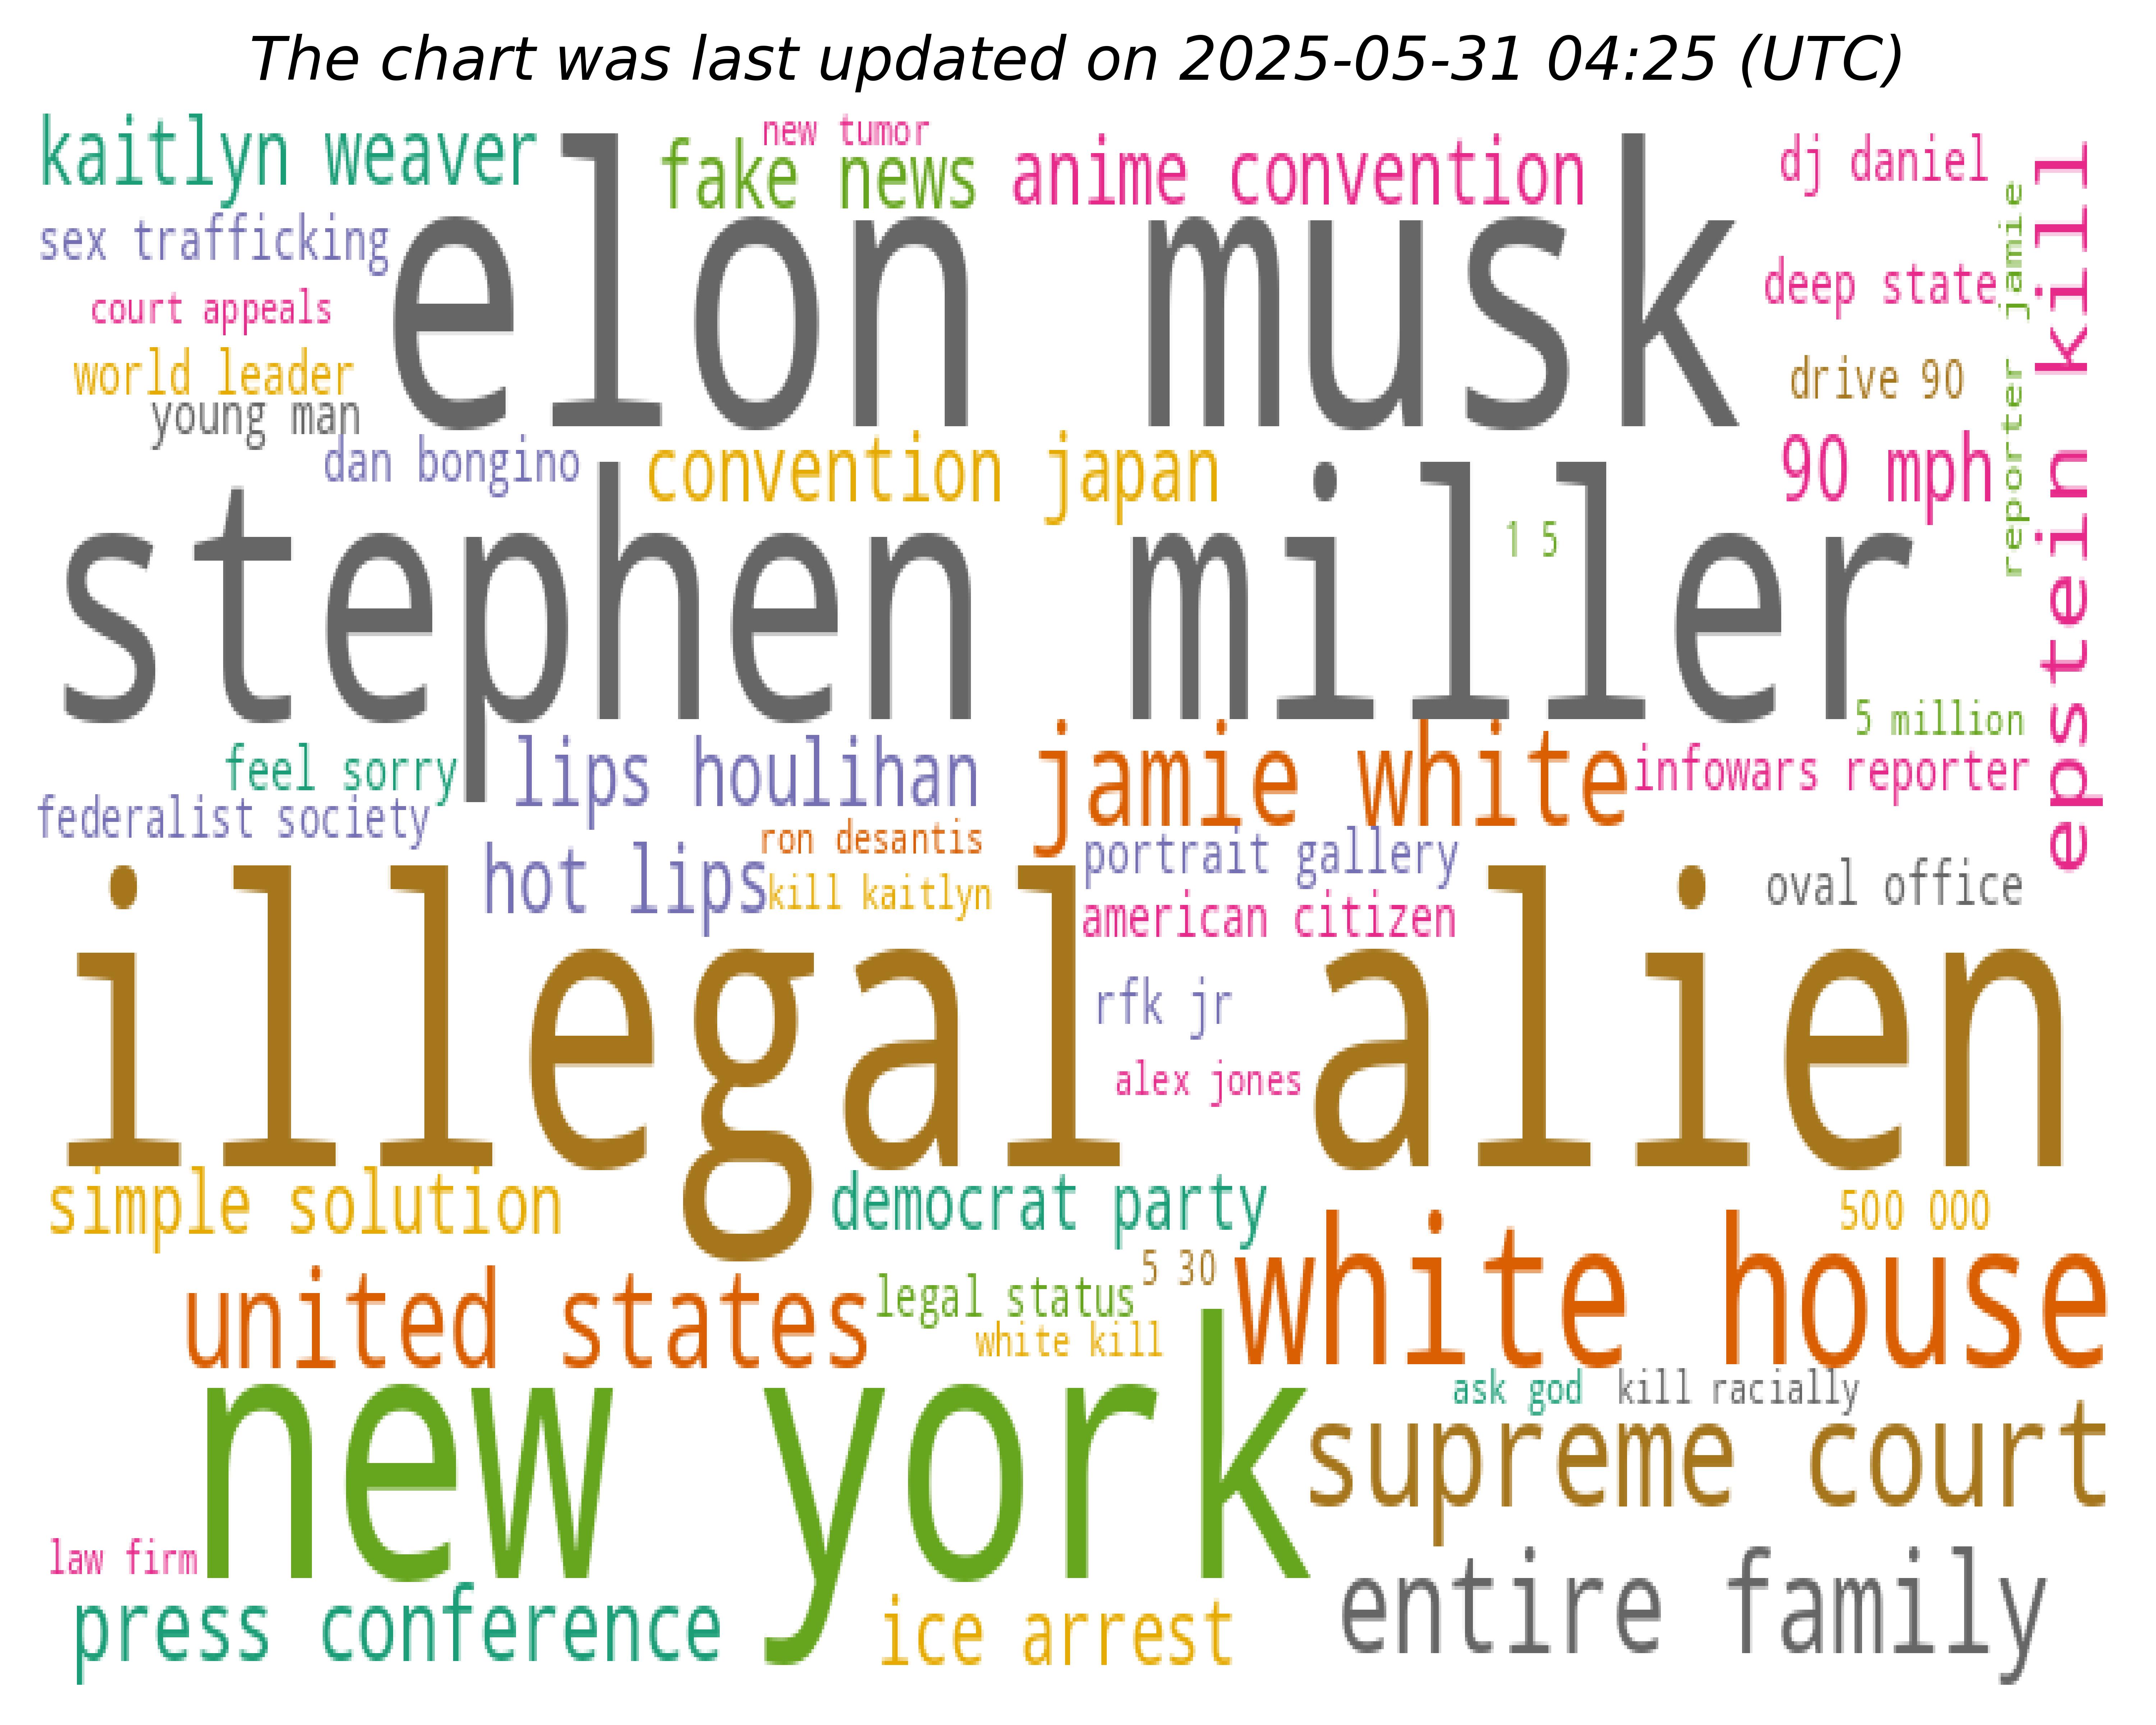 The chart was last updated on 2025-05-31 04:25 (UTC)
kaitlyn weaver
new tumor
fake news
anime convention
dj daniel
elon musk
sex trafficking
court appeals
world leader
young man
deep state
drive 90
reporter jamie
epstein kill
dan bongino
convention japan
90 mph
stephen miller
1 5
5 million
feel sorry
lips houlihan
jamie white
infowars reporter
federalist society
ron desantis
portrait gallery
hot lips
kill kaitlyn
american citizen
oval office
illegal alien
rfk jr
alex jones
simple solution
democrat party
500 000
5 30
white house
united states
legal status
white kill
new york
ask god
kill racially
supreme court
law firm
entire family
press conference
ice arrest